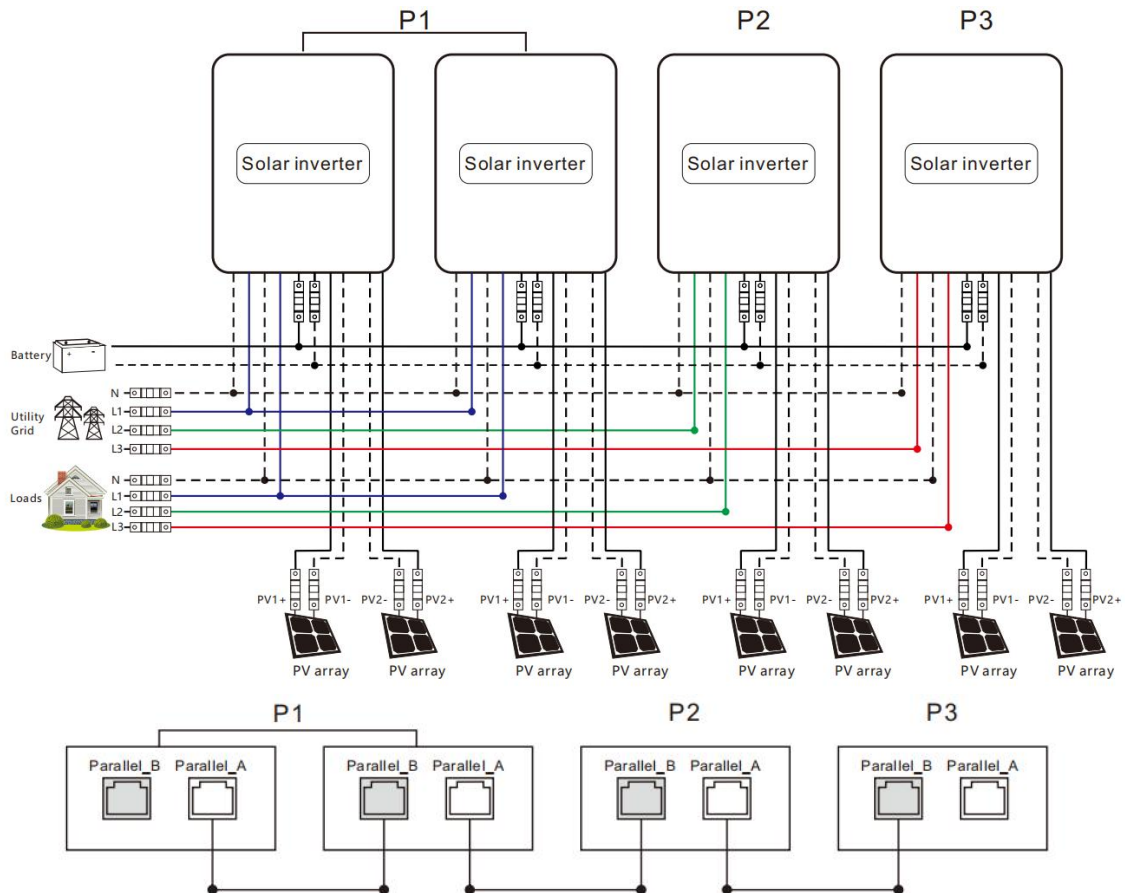 P1 P2 P3
Solar inverter Solar inverter Solar inverter Solar inverter
Battery
+ -
N
Utility
Grid
L1
L2
L3
Loads
N
L1
L2
L3
PV1+ PV1- PV2- PV2+ PV1+ PV1- PV2- PV2+ PV1+ PV1- PV2- PV2+ PV1+ PV1- PV2- PV2+
PV array PV array PV array PV array PV array PV array PV array PV array
P1 P2 P3
Parallel_B Parallel_A Parallel_B Parallel_A Parallel_B Parallel_A Parallel_B Parallel_A